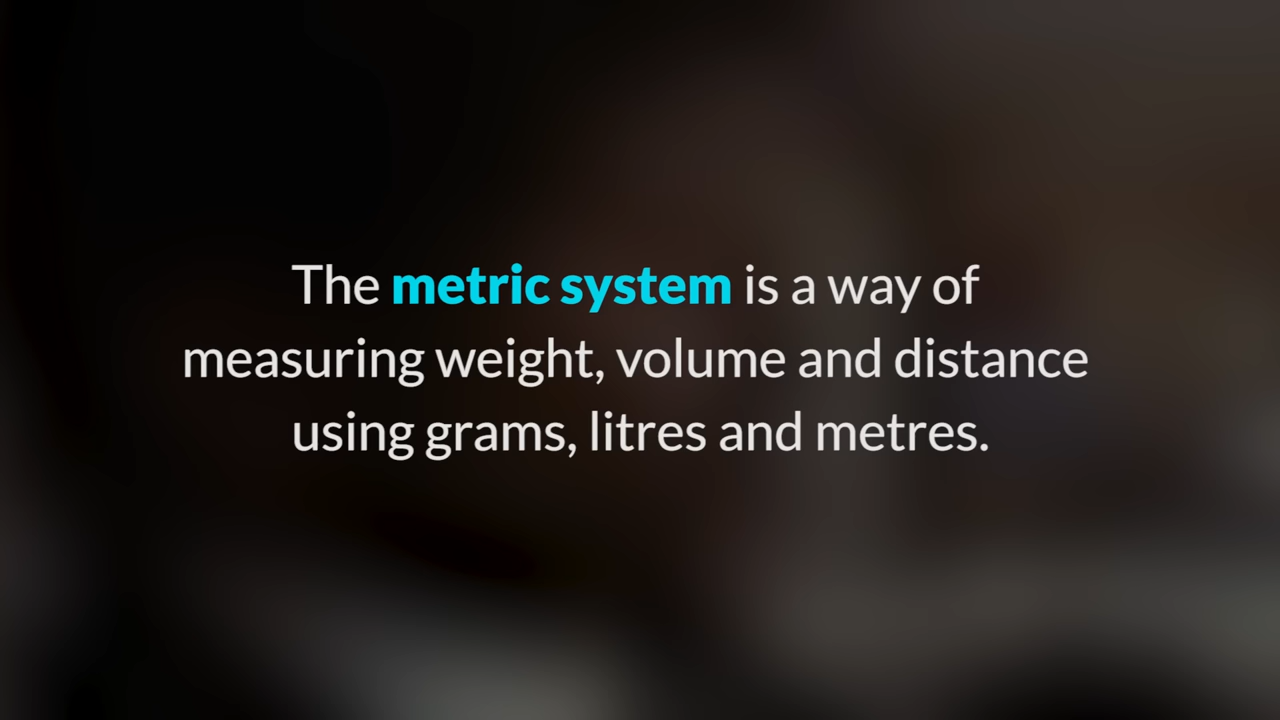 The metric system is a way of
measuring weight, volume and distance
using grams, litres and metres.